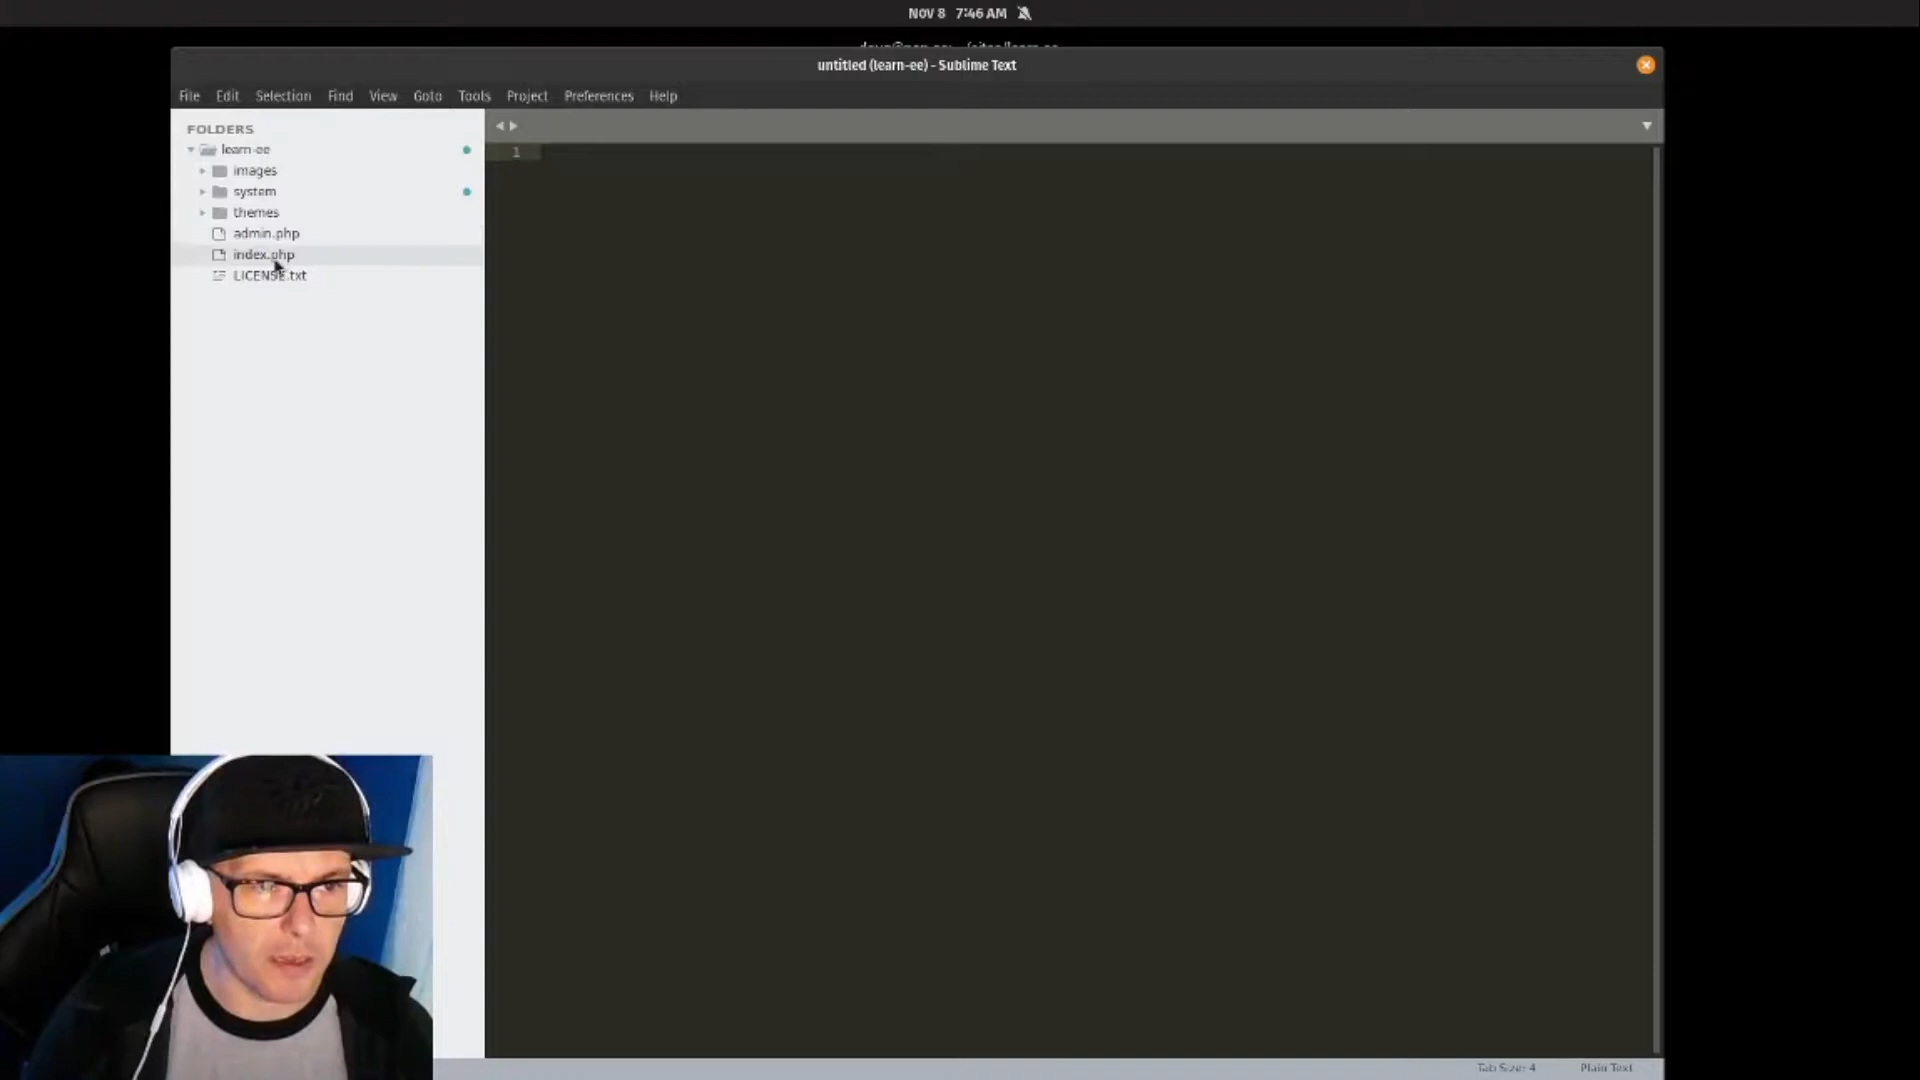 NOV 8 7:46 AM
untitled (learn-ee) - Sublime Text
File Edit Selection Find View Goto Tools Project Preferences Help
FOLDERS
learn-ee
images
system
themes
admin.php
index.php
LICENSE.txt
1
Tab Size: 4 Plain Text